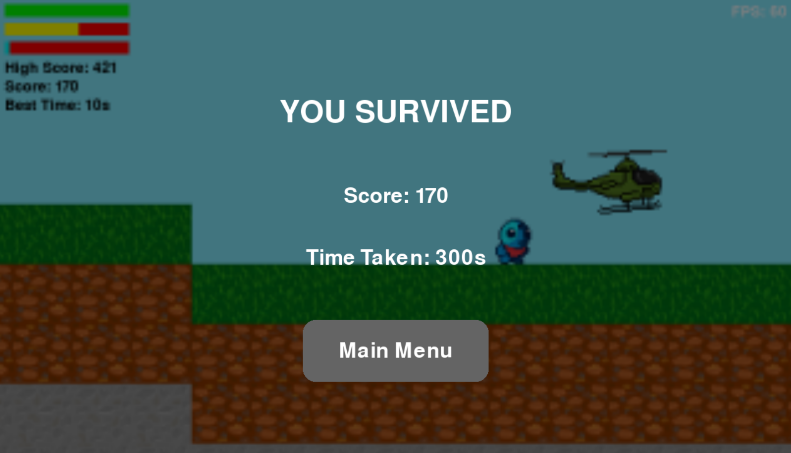 FPS: 60
High Score: 421
Score: 170
Best Time: 10s
YOU SURVIVED
Score: 170
Time Taken: 300s
Main Menu